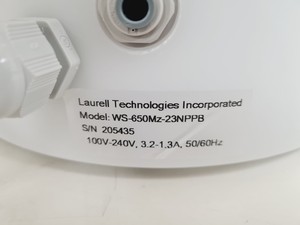 Laurell Technologies Incorporated
Model: WS-650Mz-23NPPB
S/N 205435
100V-240V, 3.2-1.3A, 50/60Hz